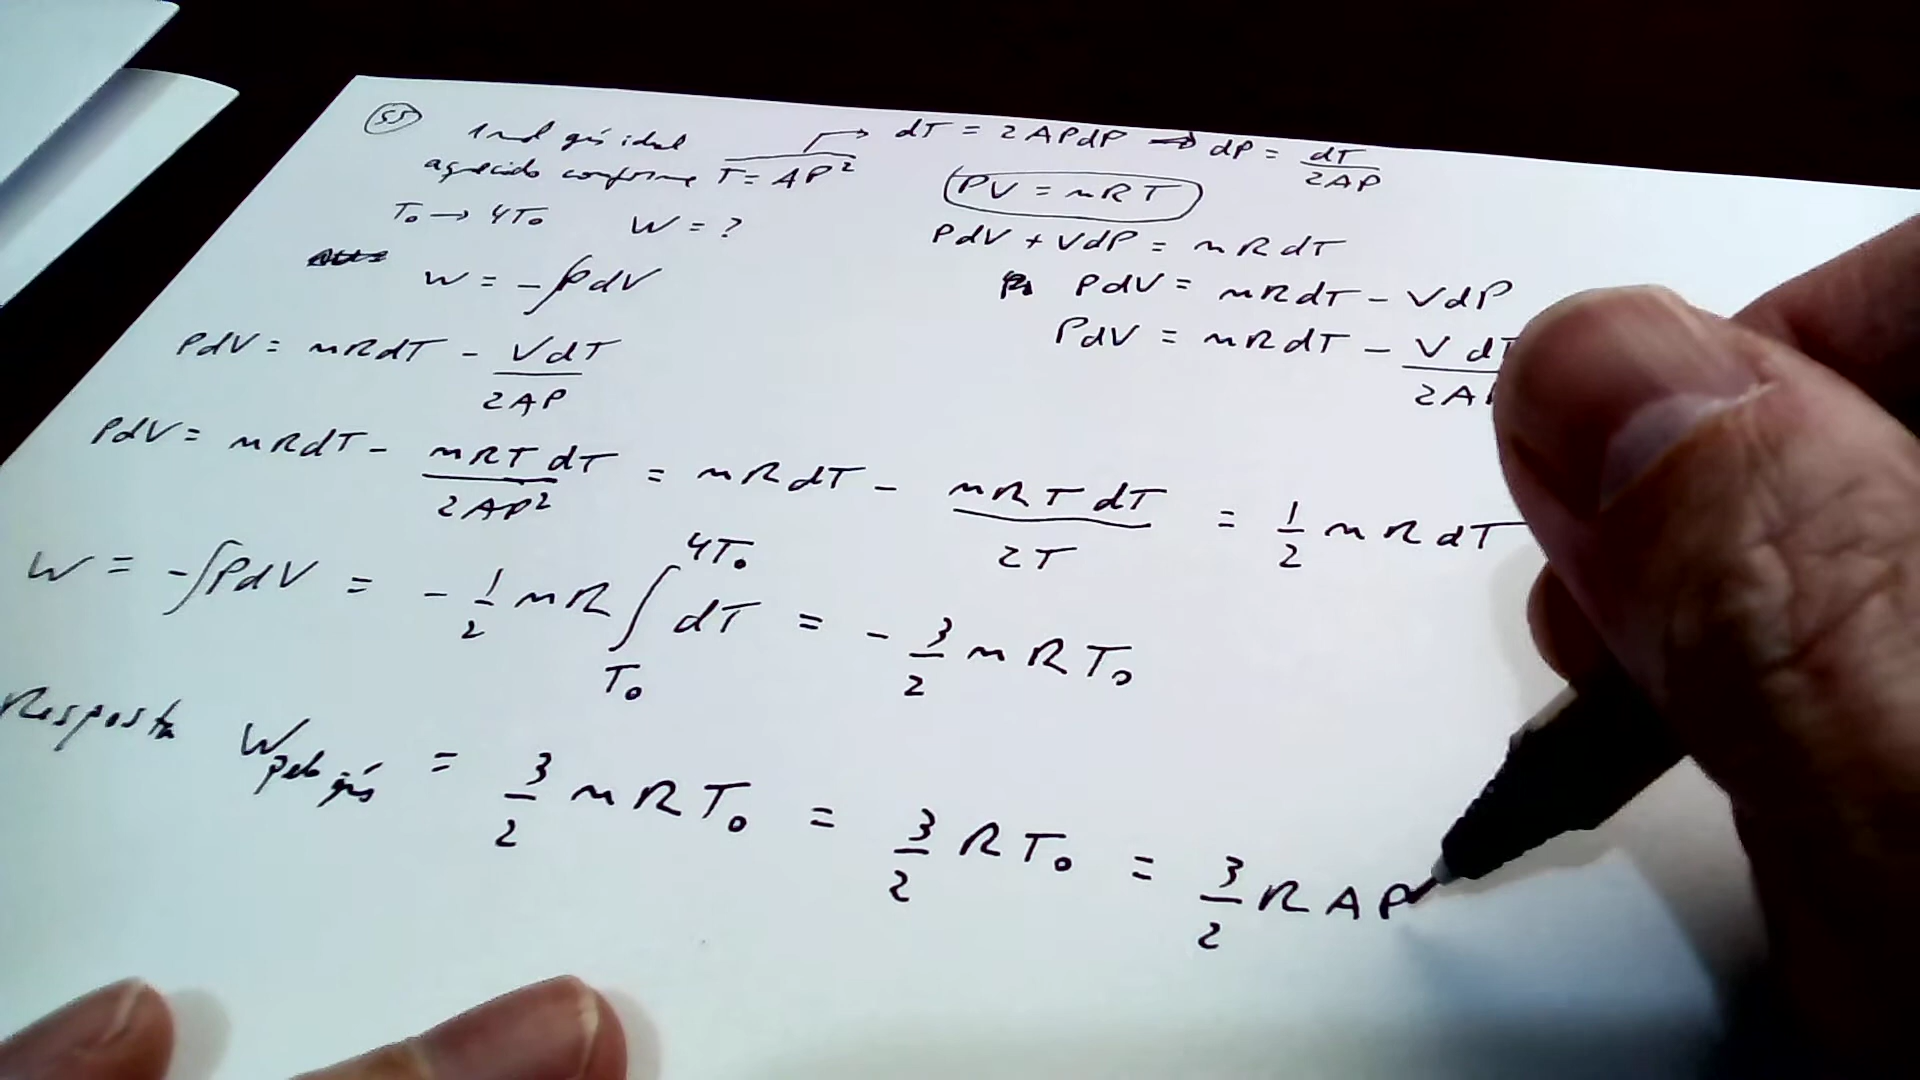 55 1 mol gás ideal → dT = 2APdP → dP = dT/2AP
aquecido conforme T = AP² PV = nRT
T₀ → 4T₀ W = ? PdV + VdP = nRdT
W = -∫PdV PdV = nRdT - VdP
PdV = nRdT - VdT/2AP PdV = nRdT - V dT/2AP
PdV = nRdT - nRTdT/2AP² = nRdT - nRTdT/2T = 1/2 nRdT
W = -∫PdV = -1/2 nR ∫T₀ 4T₀ dT = -3/2 nRT₀
Resposta W pelo gás = 3/2 nRT₀ = 3/2 RT₀ = 3/2 RAP